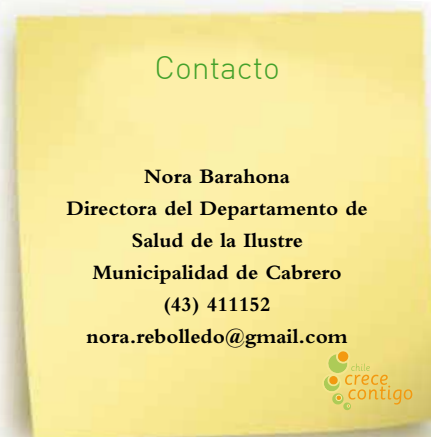 Contacto
Nora Barahona
Directora del Departamento de
Salud de la Ilustre
Municipalidad de Cabrero
(43) 411152
nora.rebolledo@gmail.com
chile
crece
contigo